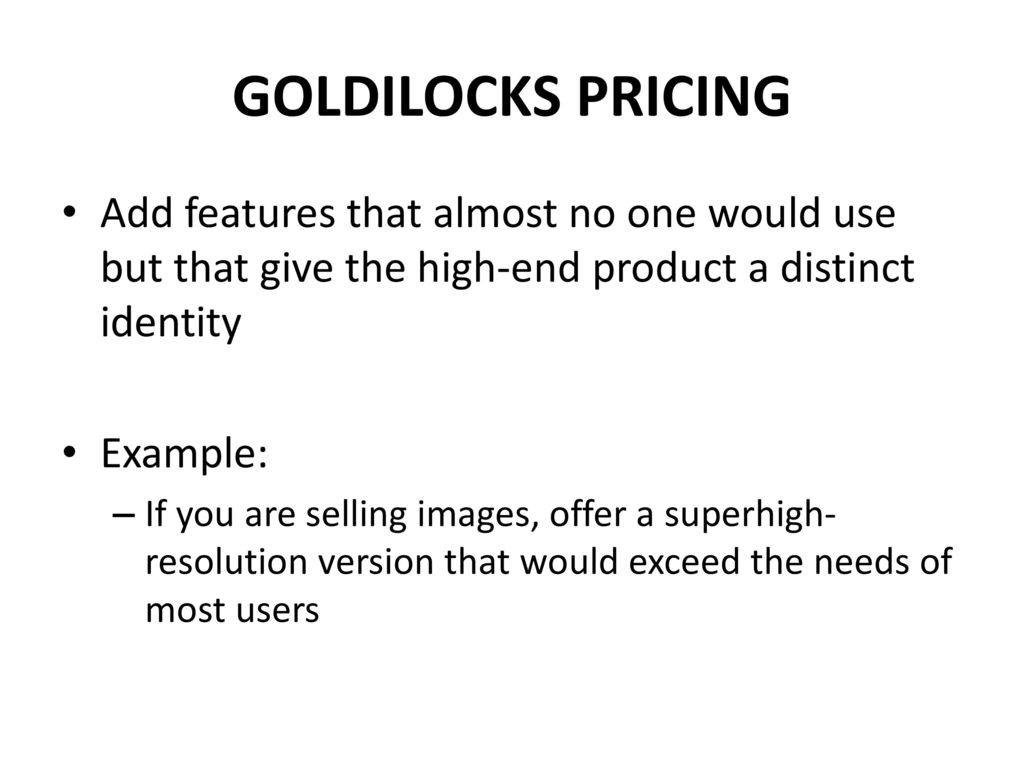 GOLDILOCKS PRICING
• Add features that almost no one would use
but that give the high-end product a distinct
identity
• Example:
– If you are selling images, offer a superhigh-
resolution version that would exceed the needs of
most users